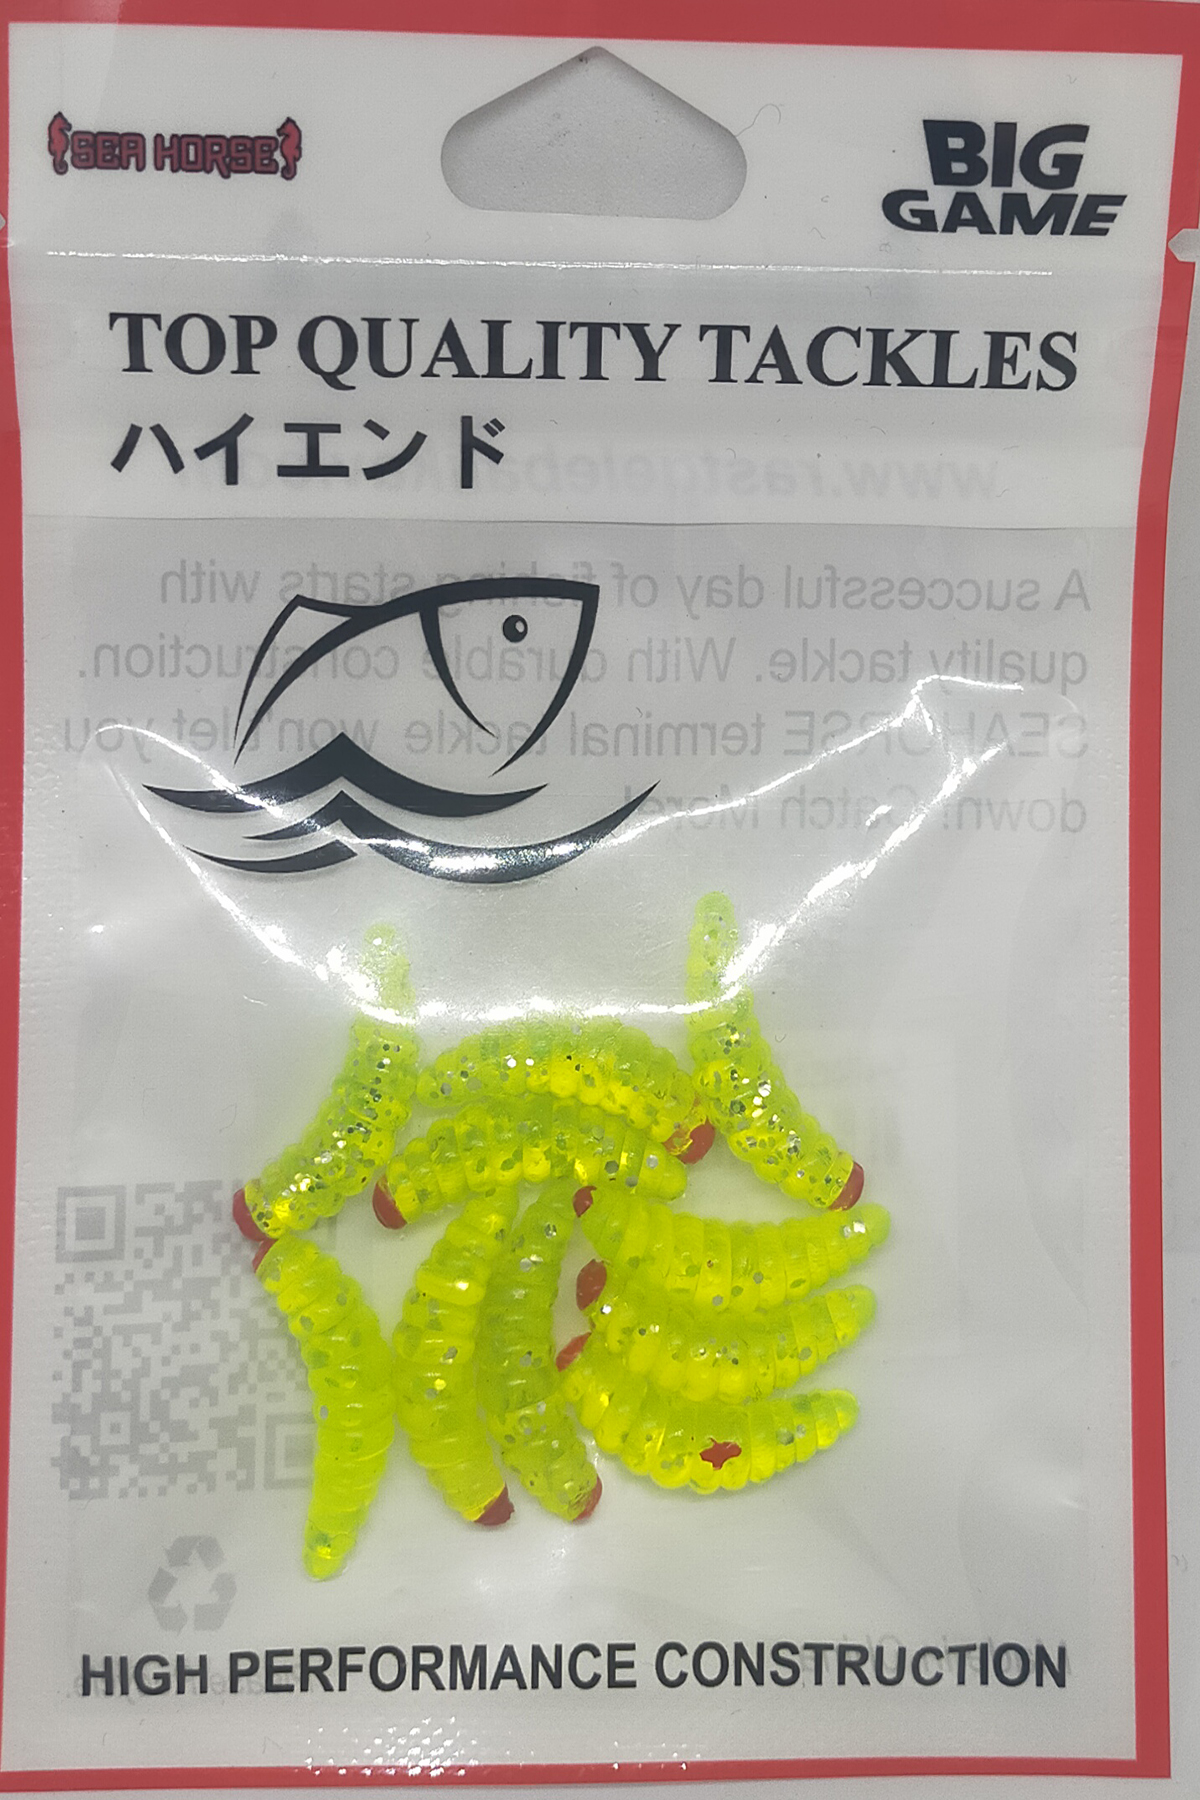 SEA HORSE
BIG
GAME
TOP QUALITY TACKLES
ハイエンド
A successful day of fishing starts with
quality tackle. With durable construction.
terminal tackle won't let you
down! Catch More!
HIGH PERFORMANCE CONSTRUCTION